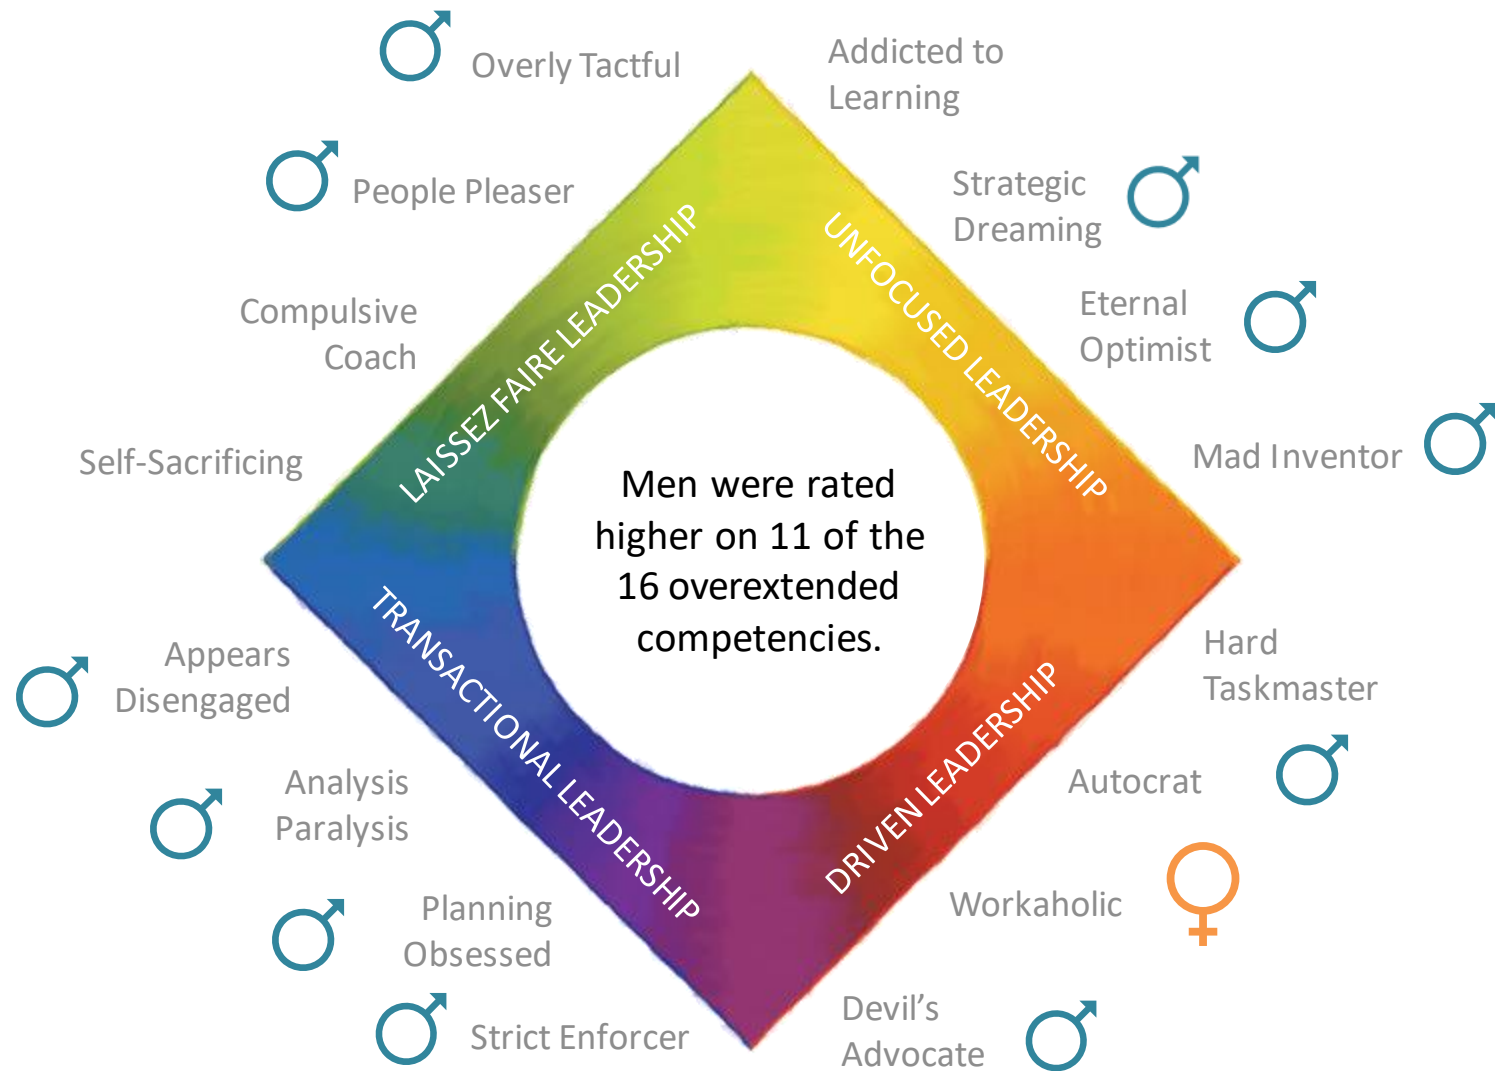 Overly Tactful
People Pleaser
Compulsive
Coach
Self-Sacrificing
LAISSEZ FAIRE LEADERSHIP
Addicted to
Learning
Strategic
Dreaming
Eternal
Optimist
Mad Inventor
UNFOCUSED LEADERSHIP
Men were rated
higher on 11 of the
16 overextended
competencies.
Appears
Disengaged
Analysis
Paralysis
Planning
Obsessed
Strict Enforcer
TRANSACTIONAL LEADERSHIP
Hard
Taskmaster
Autocrat
Workaholic
Devil’s
Advocate
DRIVEN LEADERSHIP